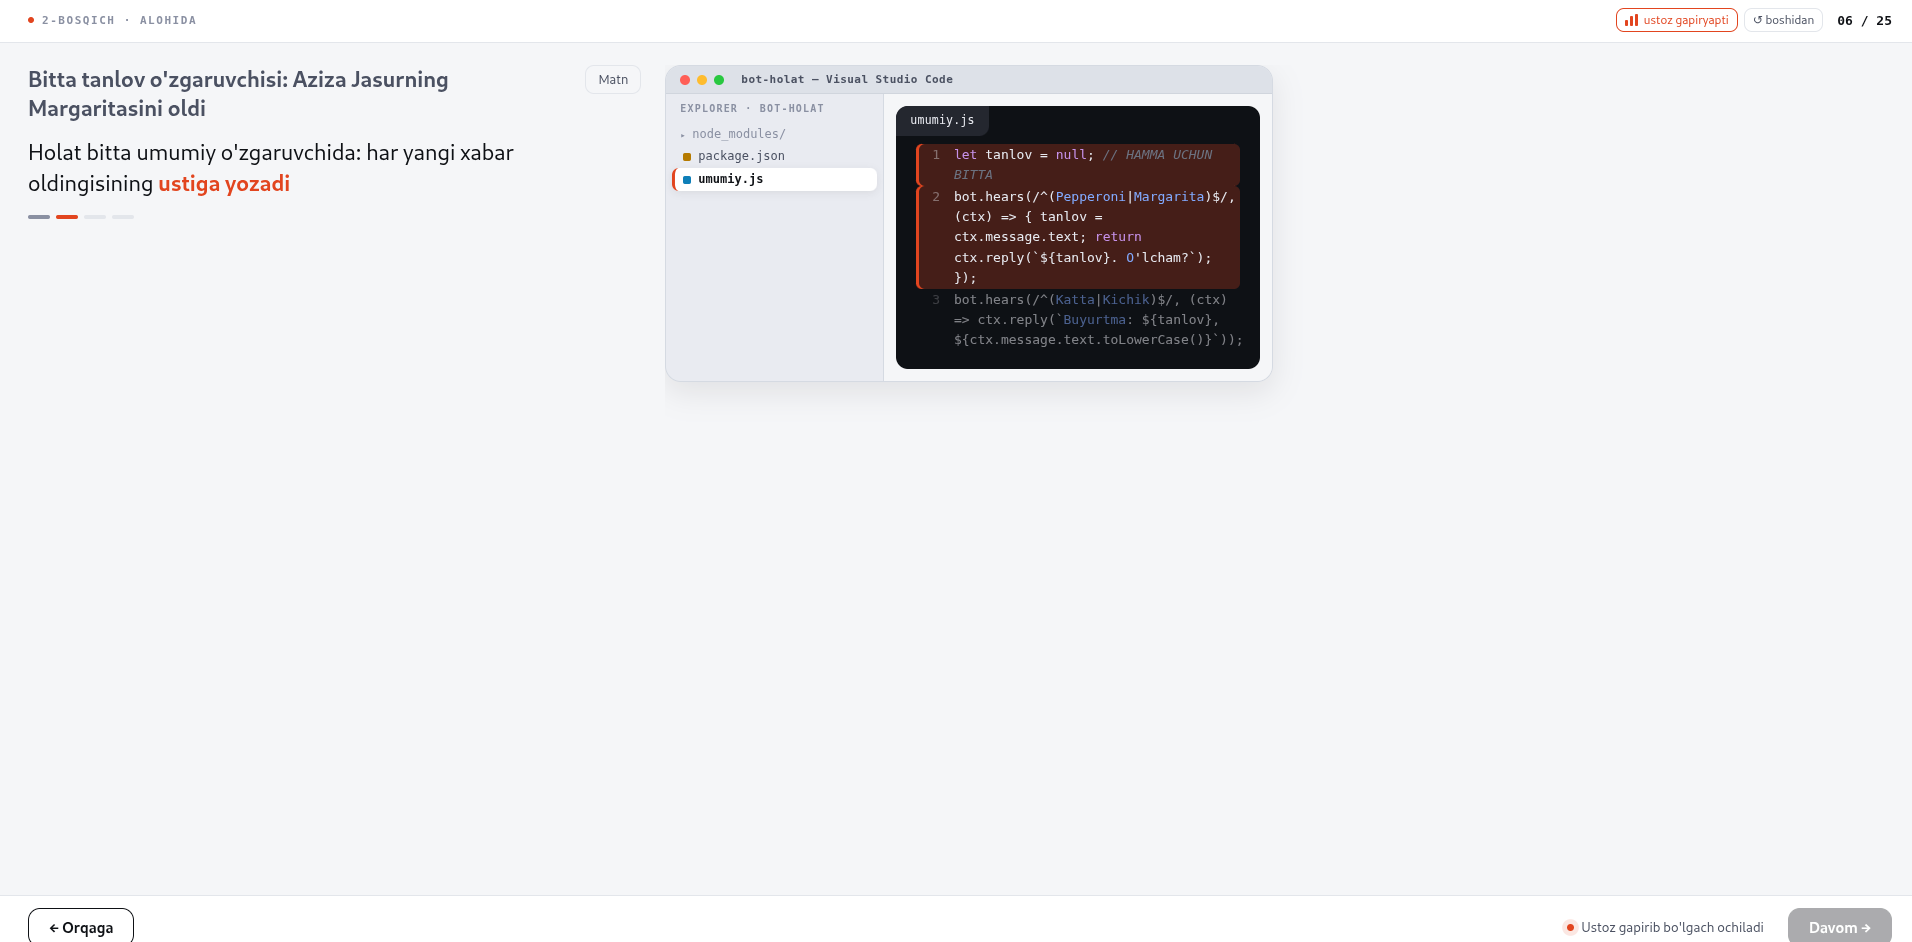 2-BOSQICH · ALOHIDA
ustoz gapiryapti
↺ boshidan
06 / 25
Bitta tanlov o'zgaruvchisi: Aziza Jasurning
Margaritasini oldi
Matn
Holat bitta umumiy o'zgaruvchida: har yangi xabar
oldingisining ustiga yozadi
bot-holat — Visual Studio Code
EXPLORER · BOT-HOLAT
▸ node_modules/
package.json
umumiy.js
umumiy.js
1 let tanlov = null; // HAMMA UCHUN
BITTA
2 bot.hears(/^(Pepperoni|Margarita)$/,
(ctx) => { tanlov =
ctx.message.text; return
ctx.reply(`${tanlov}. O'lcham?`);
});
3 bot.hears(/^(Katta|Kichik)$/, (ctx)
=> ctx.reply(`Buyurtma: ${tanlov},
${ctx.message.text.toLowerCase()}`));
← Orqaga
Ustoz gapirib bo'lgach ochiladi
Davom →